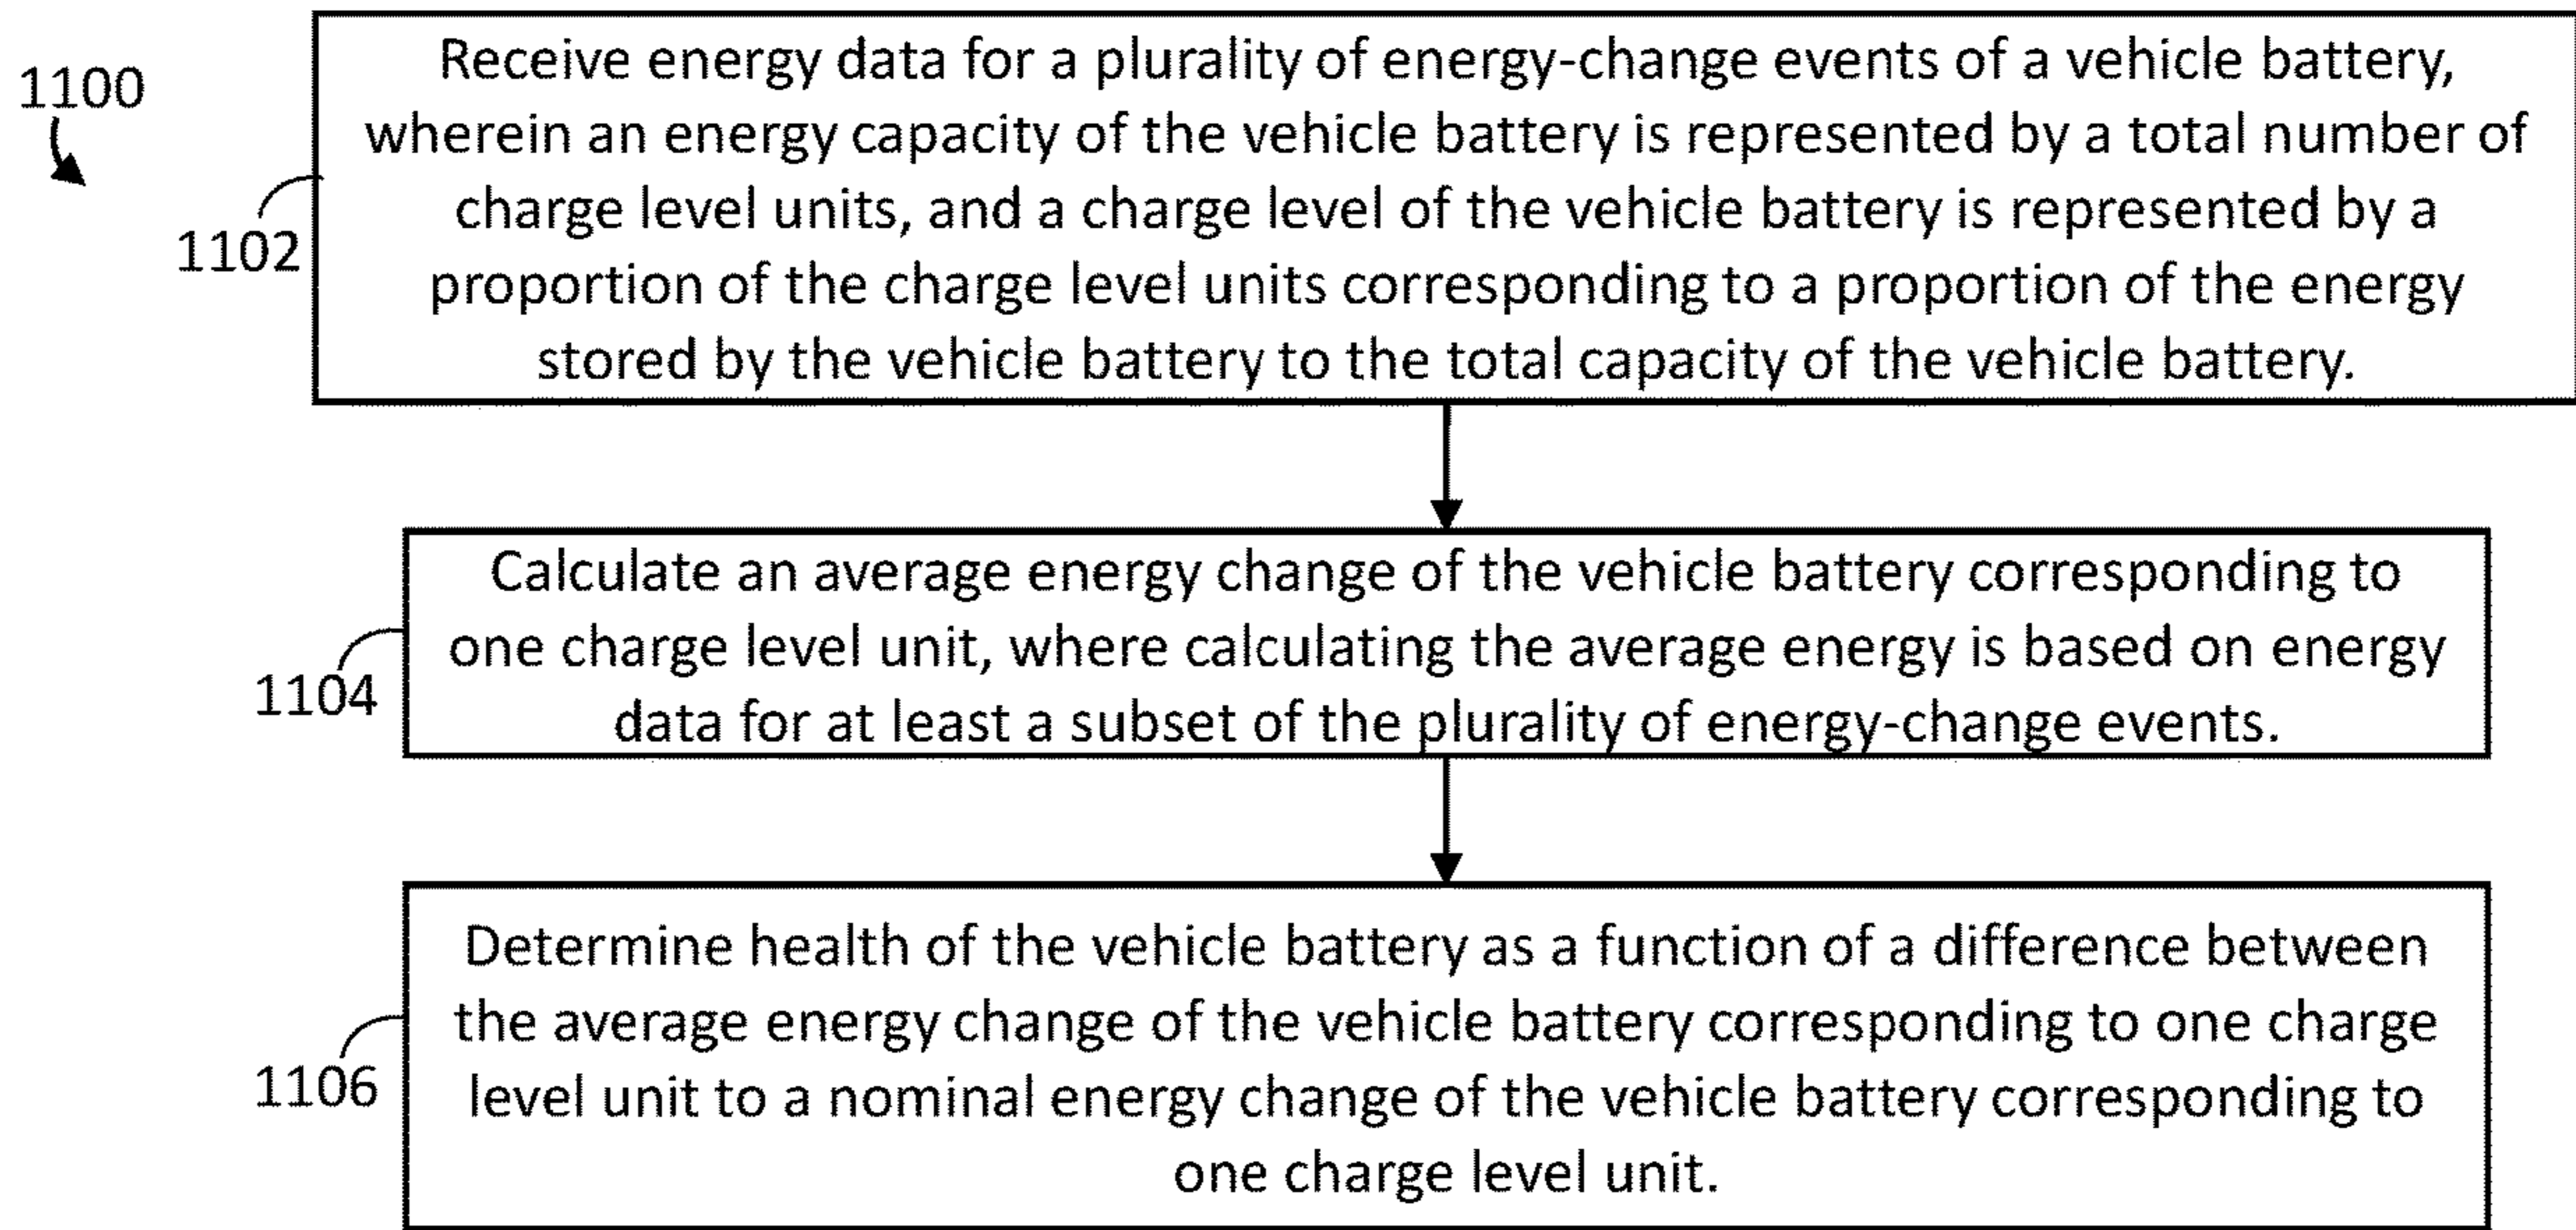 1100
Receive energy data for a plurality of energy-change events of a vehicle battery,
wherein an energy capacity of the vehicle battery is represented by a total number of
charge level units, and a charge level of the vehicle battery is represented by a
proportion of the charge level units corresponding to a proportion of the energy
stored by the vehicle battery to the total capacity of the vehicle battery.
1102
Calculate an average energy change of the vehicle battery corresponding to
one charge level unit, where calculating the average energy is based on energy
data for at least a subset of the plurality of energy-change events.
1104
Determine health of the vehicle battery as a function of a difference between
the average energy change of the vehicle battery corresponding to one charge
level unit to a nominal energy change of the vehicle battery corresponding to
one charge level unit.
1106